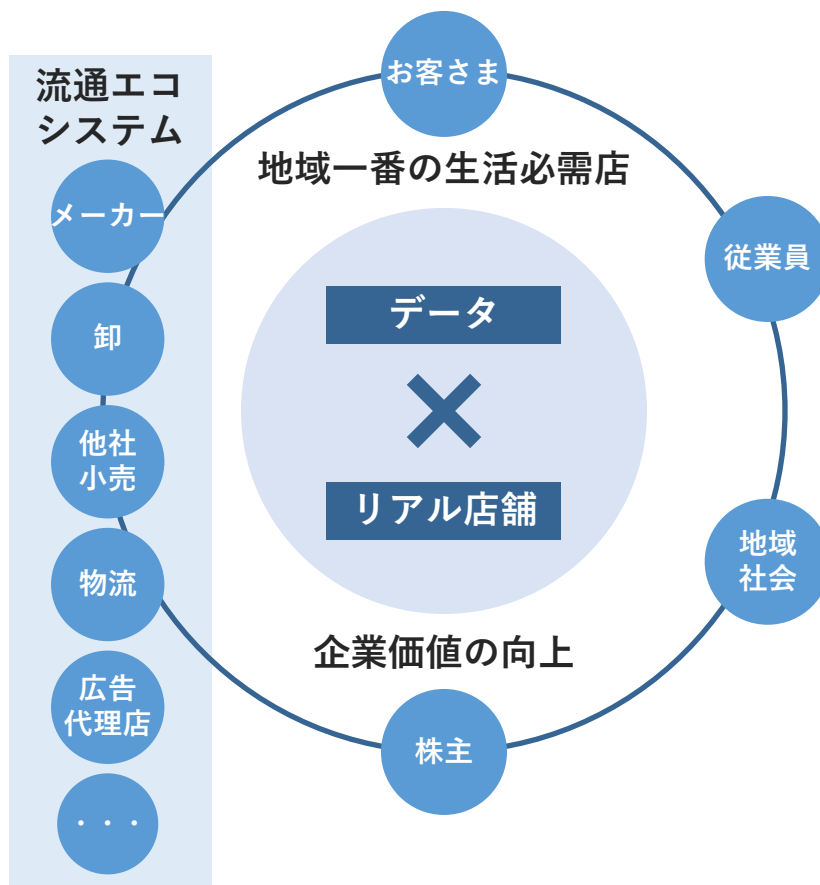 お客さま
流通エコ
システム
地域一番の生活必需店
メーカー
従業員
データ
卸
×
他社
小売
リアル店舗
地域
社会
物流
企業価値の向上
広告
代理店
株主
・・・